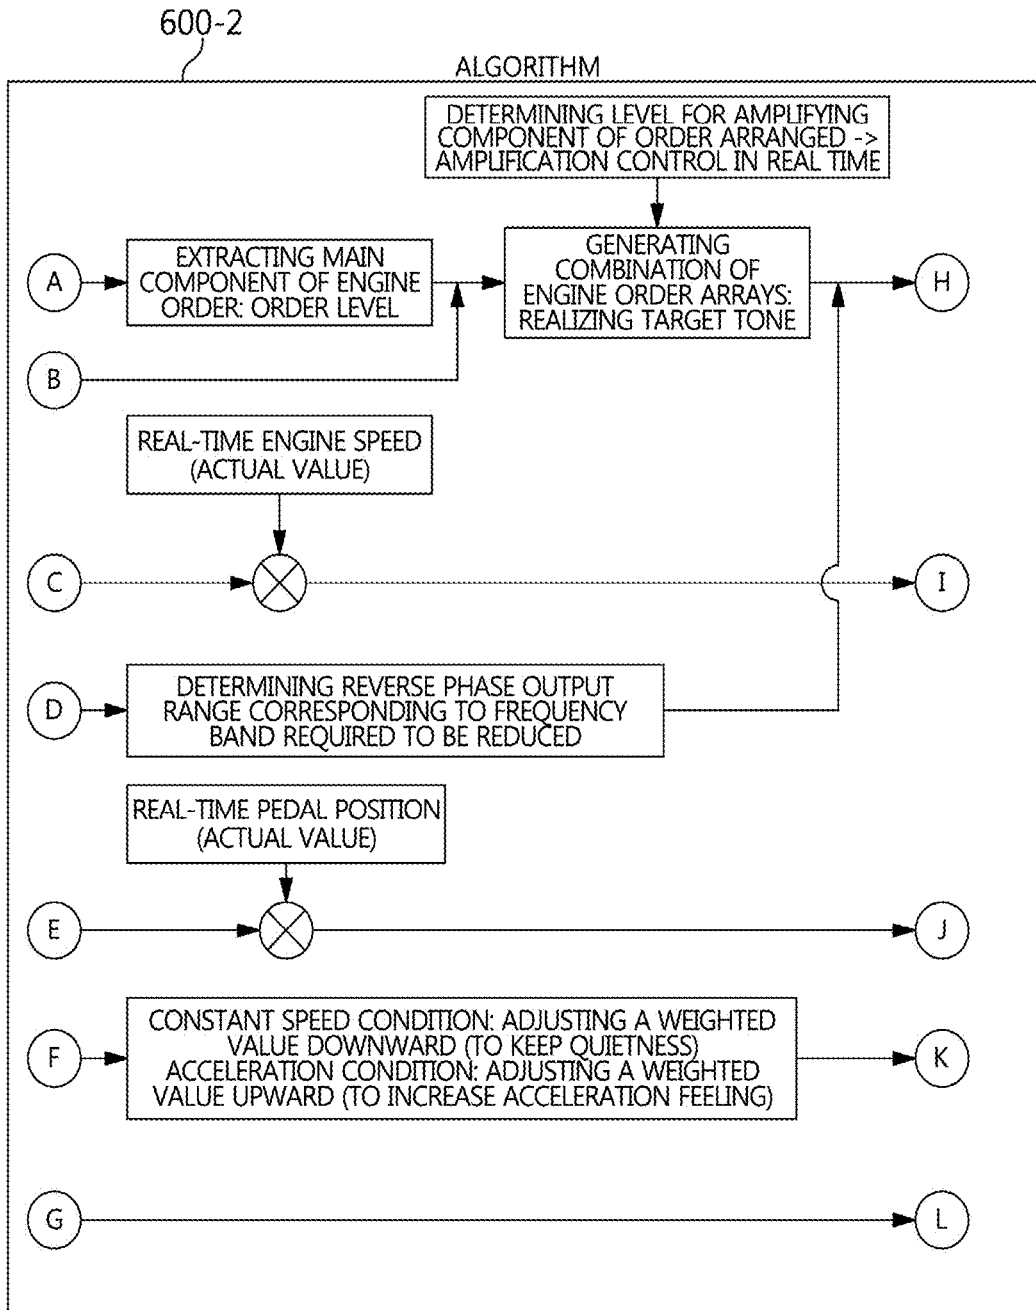 600-2
ALGORITHM
DETERMINING LEVEL FOR AMPLIFYING
COMPONENT OF ORDER ARRANGED ->
AMPLIFICATION CONTROL IN REAL TIME
A
EXTRACTING MAIN
COMPONENT OF ENGINE
ORDER: ORDER LEVEL
GENERATING
COMBINATION OF
ENGINE ORDER ARRAYS:
REALIZING TARGET TONE
H
B
REAL-TIME ENGINE SPEED
(ACTUAL VALUE)
C
I
D
DETERMINING REVERSE PHASE OUTPUT
RANGE CORRESPONDING TO FREQUENCY
BAND REQUIRED TO BE REDUCED
REAL-TIME PEDAL POSITION
(ACTUAL VALUE)
E
J
F
CONSTANT SPEED CONDITION: ADJUSTING A WEIGHTED
VALUE DOWNWARD (TO KEEP QUIETNESS)
ACCELERATION CONDITION: ADJUSTING A WEIGHTED
VALUE UPWARD (TO INCREASE ACCELERATION FEELING)
K
G
L